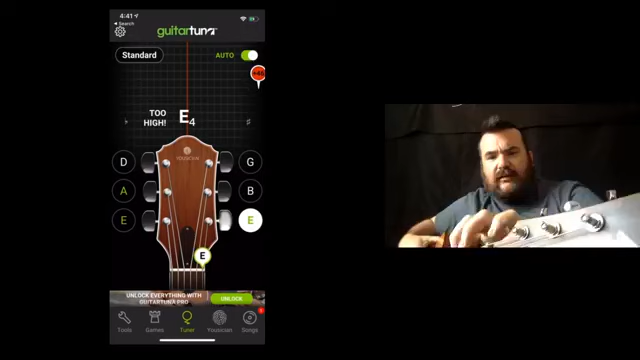 4:41
Search
guitartuna
Standard
AUTO
+46
TOO
HIGH!
E4
♭
♯
YOUSICIAN
D
G
A
B
E
E
E
UNLOCK EVERYTHING WITH
GUITARTUNA PRO
UNLOCK
Tools
Games
Tuner
Yousician
Songs